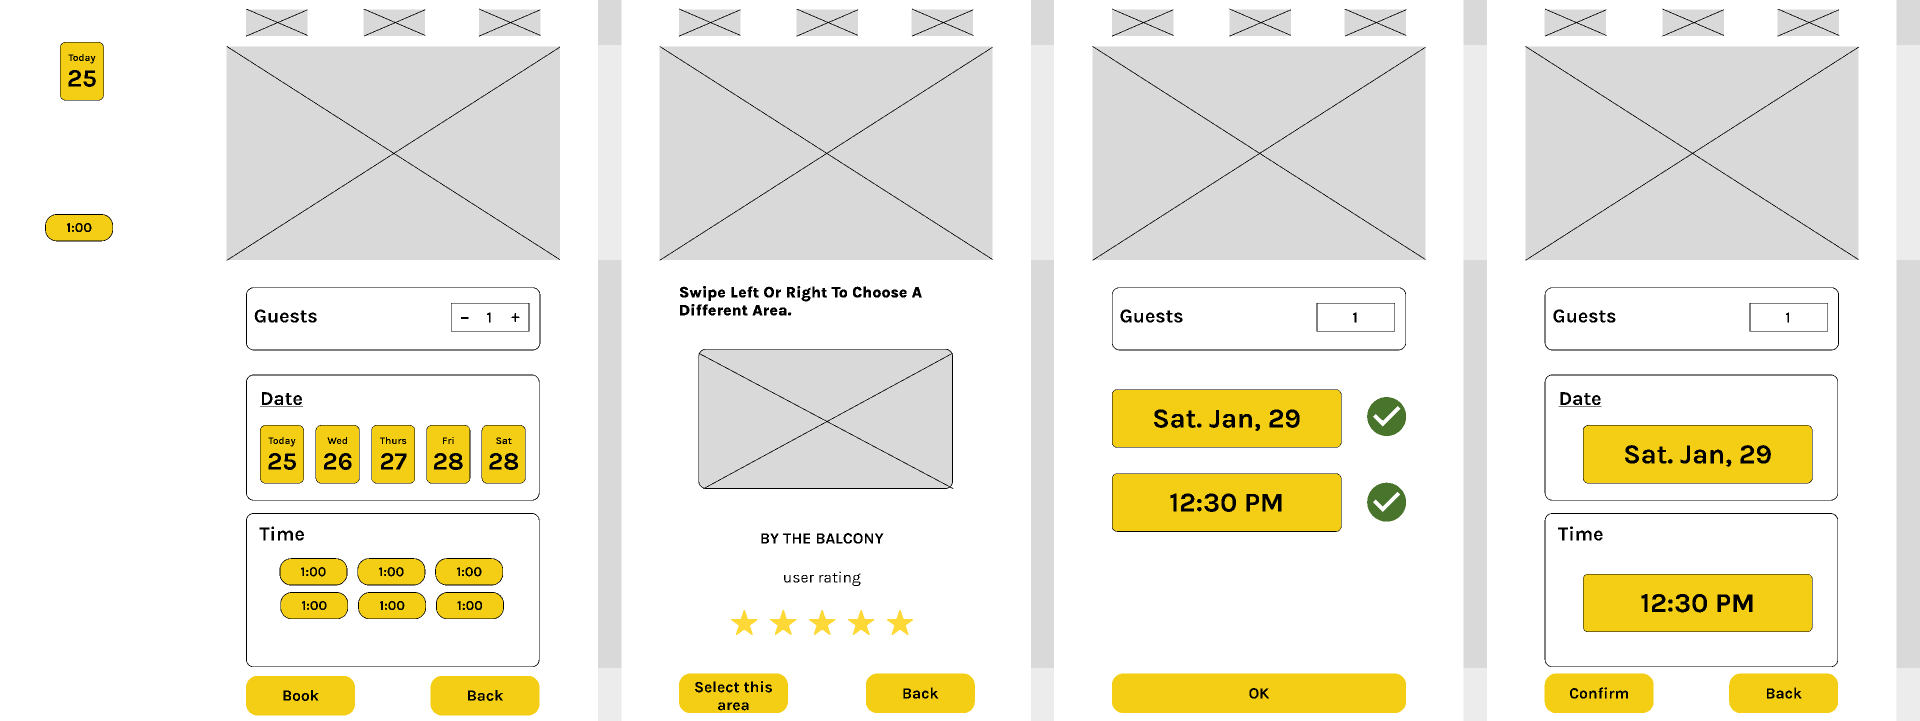 Today
25
1:00
Guests
– 1 +
Date
Today Wed Thurs Fri Sat
25 26 27 28 28
Time
1:00 1:00 1:00
1:00 1:00 1:00
Book Back
Swipe Left Or Right To Choose A
Different Area.
BY THE BALCONY
user rating
Select this
area
Back
Guests 1
Sat. Jan, 29
12:30 PM
OK
Guests 1
Date
Sat. Jan, 29
Time
12:30 PM
Confirm Back